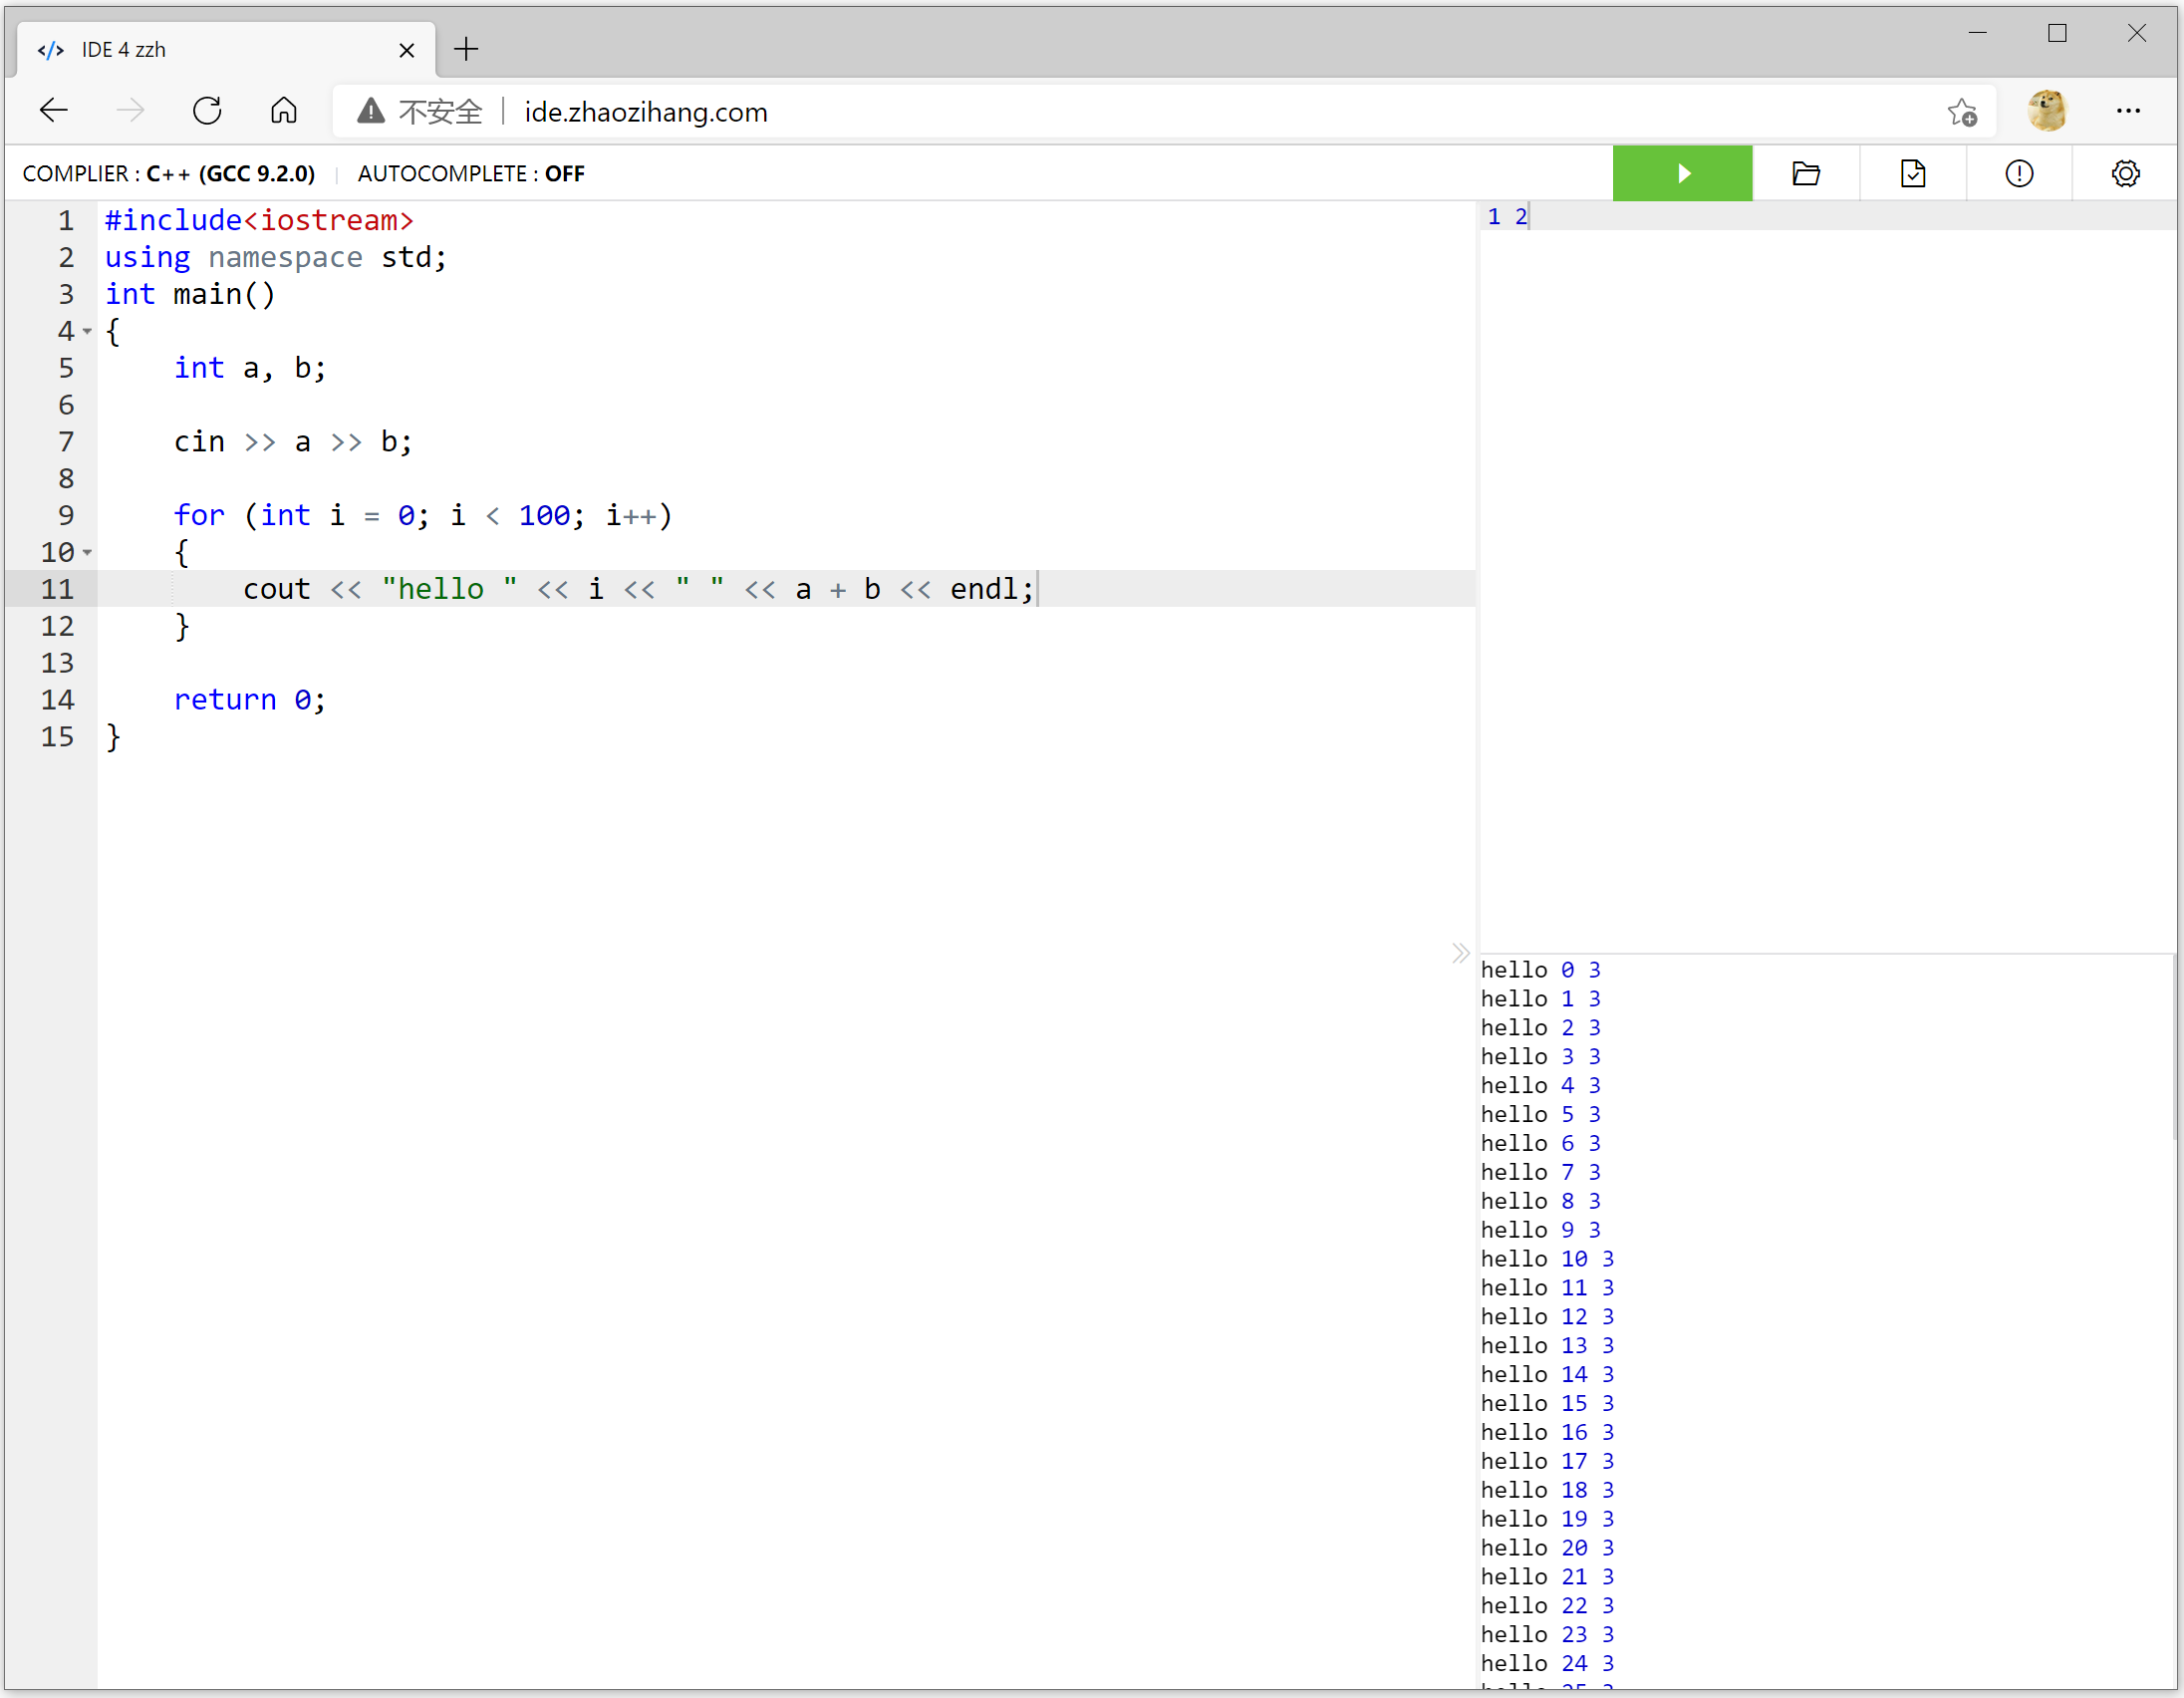 IDE 4 zzh
不安全 ide.zhaozihang.com
COMPLIER : C++ (GCC 9.2.0) AUTOCOMPLETE : OFF
1 #include<iostream>
2 using namespace std;
3 int main()
4 {
5 int a, b;
6
7 cin >> a >> b;
8
9 for (int i = 0; i < 100; i++)
10 {
11 cout << "hello " << i << " " << a + b << endl;
12 }
13
14 return 0;
15 }
1 2
hello 0 3
hello 1 3
hello 2 3
hello 3 3
hello 4 3
hello 5 3
hello 6 3
hello 7 3
hello 8 3
hello 9 3
hello 10 3
hello 11 3
hello 12 3
hello 13 3
hello 14 3
hello 15 3
hello 16 3
hello 17 3
hello 18 3
hello 19 3
hello 20 3
hello 21 3
hello 22 3
hello 23 3
hello 24 3
hello 25 3